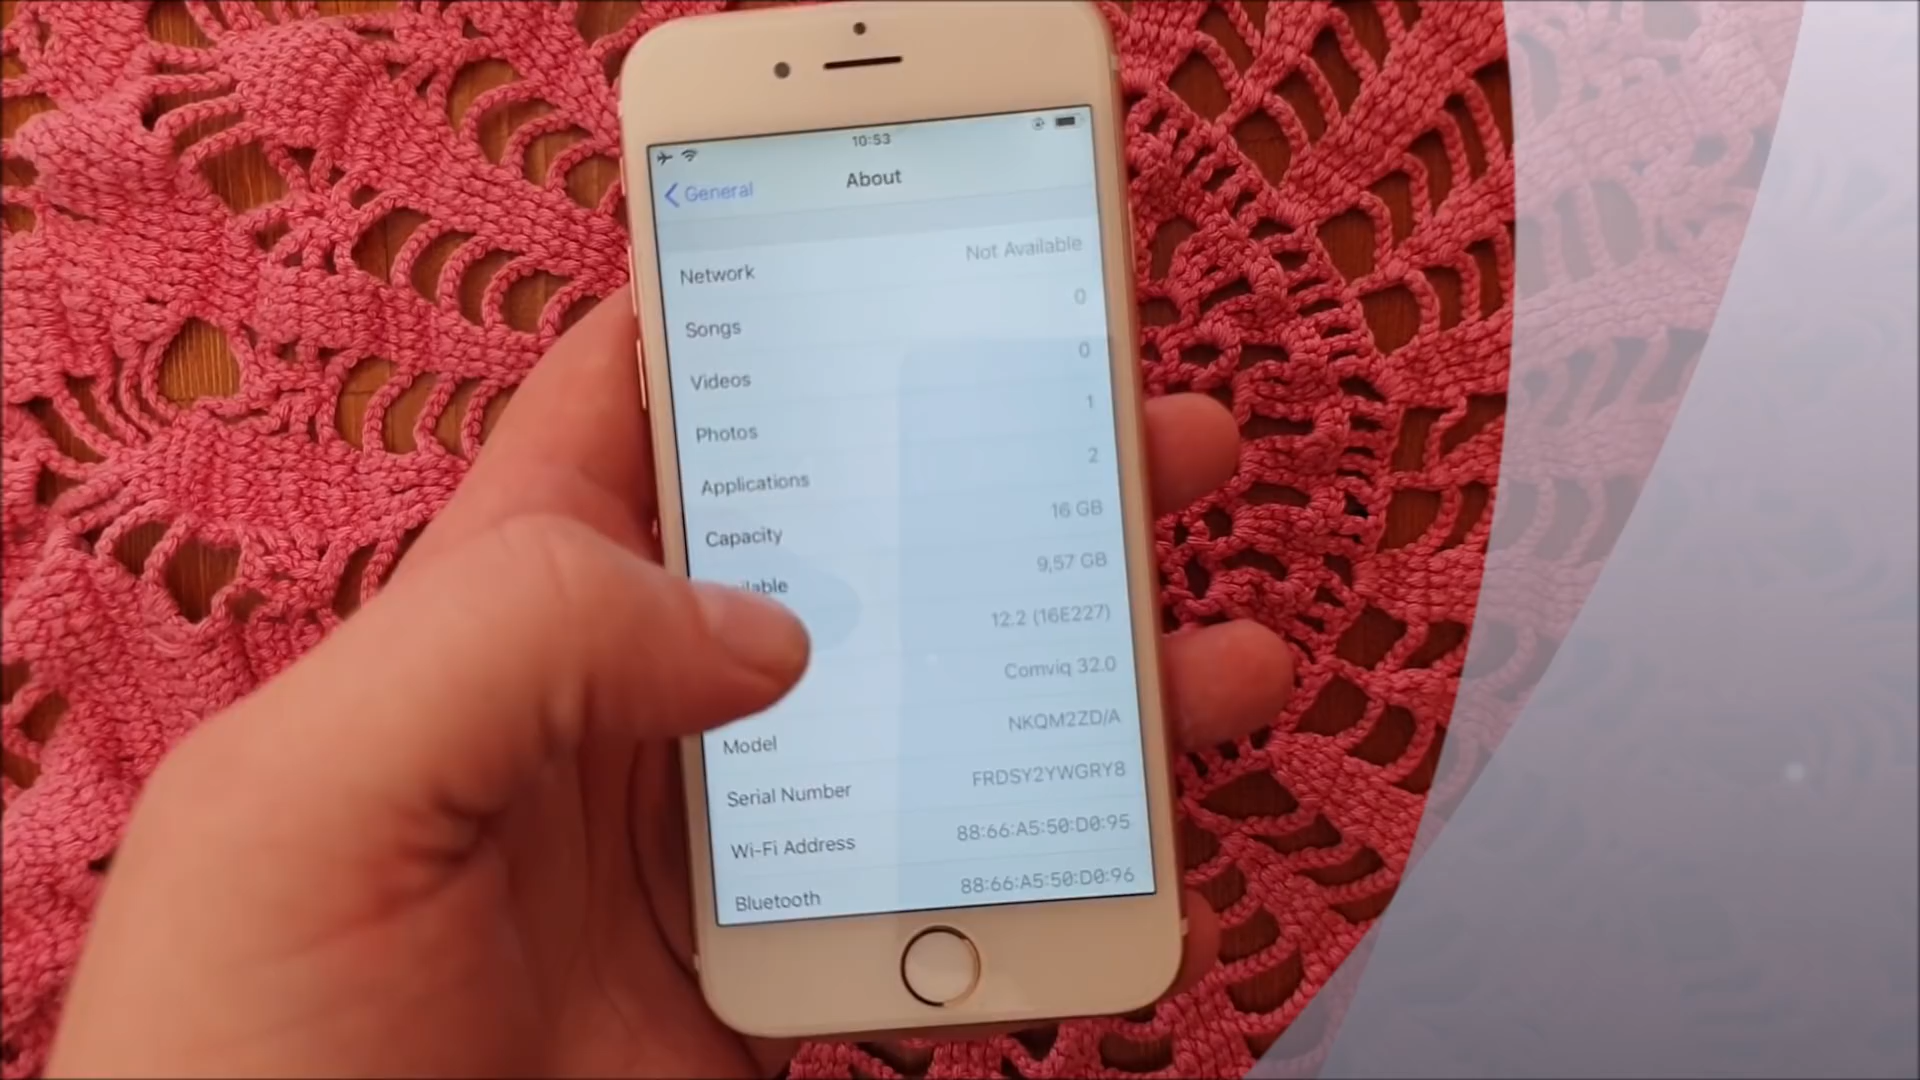 10:53
General
About
Network Not Available
Songs 0
Videos 0
Photos 1
Applications 2
Capacity 16 GB
9,57 GB
12.2 (16E227)
Comviq 32.0
Model NKQM2ZD/A
Serial Number FRDSY2YWGRY8
Wi-Fi Address 88:66:A5:50:D0:95
Bluetooth 88:66:A5:50:D0:96